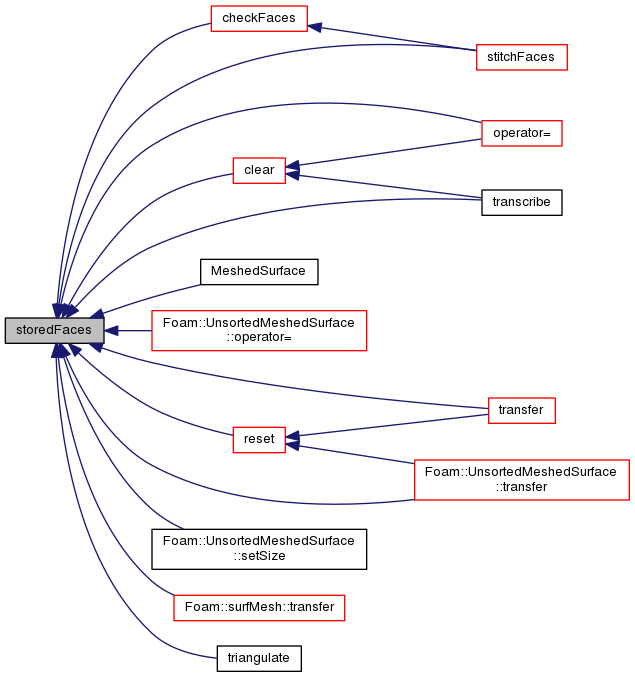 checkFaces
stitchFaces
operator=
clear
transcribe
MeshedSurface
storedFaces
Foam::UnsortedMeshedSurface
::operator=
transfer
reset
Foam::UnsortedMeshedSurface
::transfer
Foam::UnsortedMeshedSurface
::setSize
Foam::surfMesh::transfer
triangulate